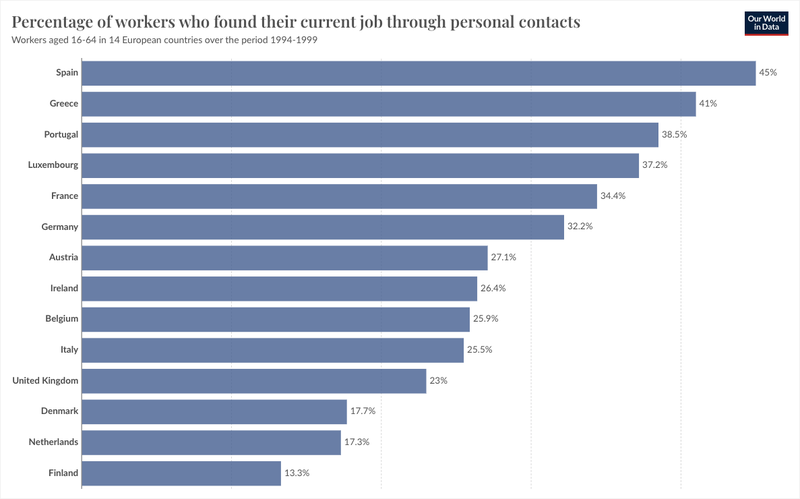 Percentage of workers who found their current job through personal contacts
Workers aged 16-64 in 14 European countries over the period 1994-1999
Our World
in Data
Spain 45%
Greece 41%
Portugal 38.5%
Luxembourg 37.2%
France 34.4%
Germany 32.2%
Austria 27.1%
Ireland 26.4%
Belgium 25.9%
Italy 25.5%
United Kingdom 23%
Denmark 17.7%
Netherlands 17.3%
Finland 13.3%